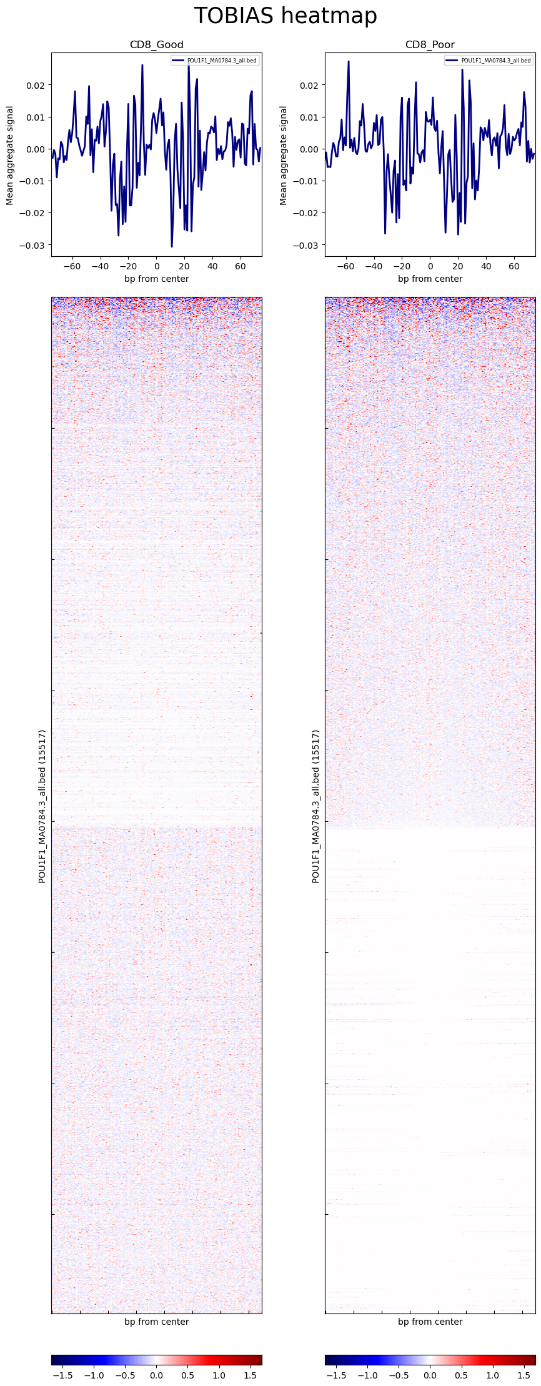 TOBIAS heatmap
CD8_Good
CD8_Poor
POU1F1_MA0784.3_all.bed
POU1F1_MA0784.3_all.bed
Mean aggregate signal
0.02
0.01
0.00
−0.01
−0.02
−0.03
−60 −40 −20 0 20 40 60
bp from center
Mean aggregate signal
0.02
0.01
0.00
−0.01
−0.02
−0.03
−60 −40 −20 0 20 40 60
bp from center
POU1F1_MA0784.3_all.bed (15517)
POU1F1_MA0784.3_all.bed (15517)
bp from center
bp from center
−1.5 −1.0 −0.5 0.0 0.5 1.0 1.5
−1.5 −1.0 −0.5 0.0 0.5 1.0 1.5